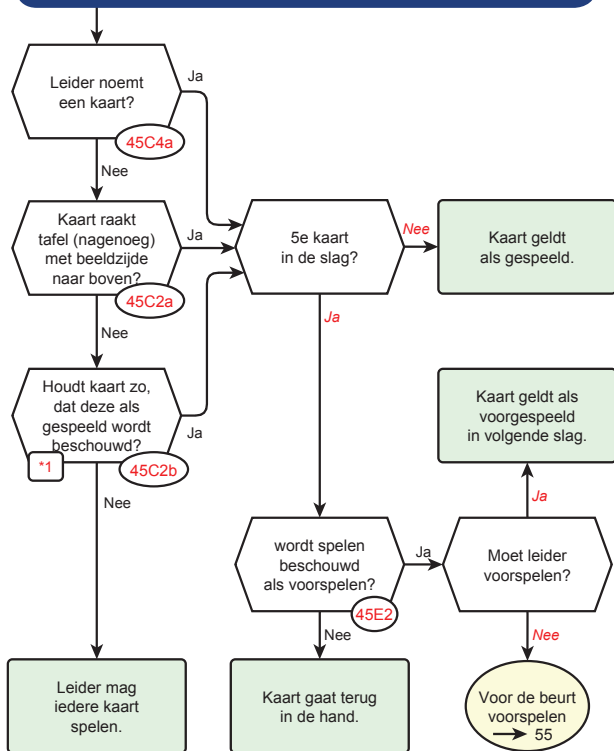 Leider noemt
een kaart?
Ja
45C4a
Nee
Kaart raakt
tafel (nagenoeg)
met beeldzijde
naar boven?
Ja
45C2a
5e kaart
in de slag?
Nee
Kaart geldt
als gespeeld.
Nee
Ja
Houdt kaart zo,
dat deze als
gespeeld wordt
beschouwd?
Ja
*1
45C2b
Kaart geldt als
voorgespeeld
in volgende slag.
Nee
Ja
wordt spelen
beschouwd
als voorspelen?
Ja
45E2
Moet leider
voorspelen?
Nee
Nee
Leider mag
iedere kaart
spelen.
Kaart gaat terug
in de hand.
Voor de beurt
voorspelen
→ 55